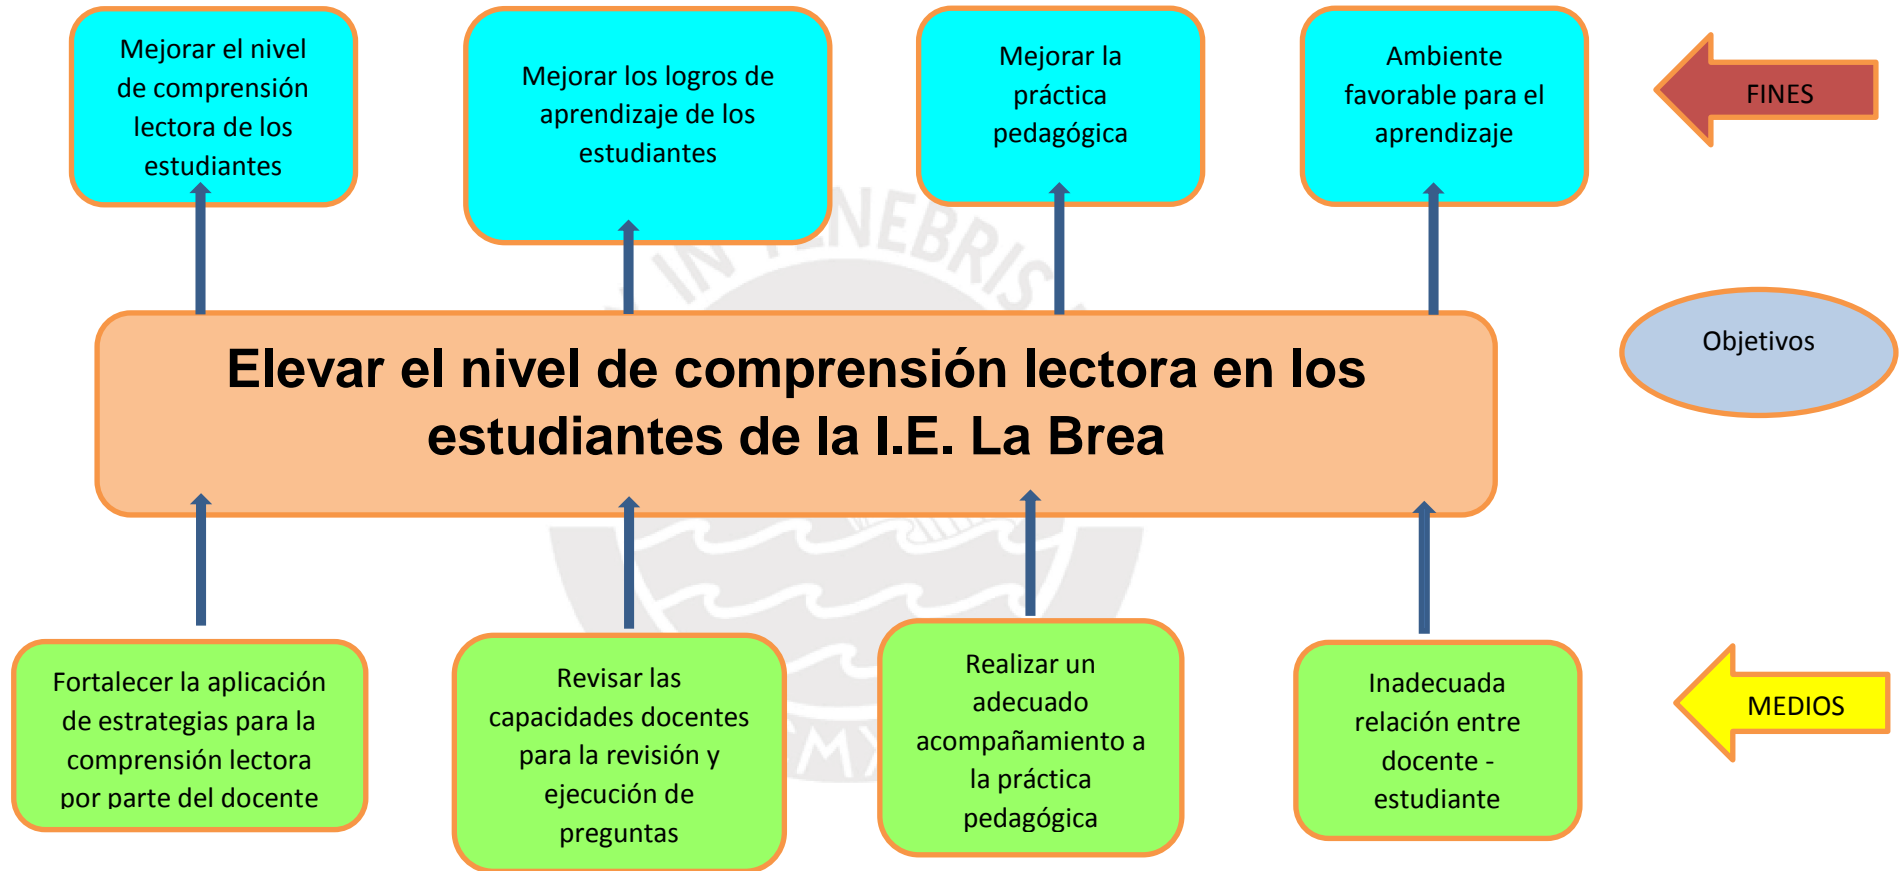 Mejorar el nivel
de comprensión
lectora de los
estudiantes
Mejorar los logros de
aprendizaje de los
estudiantes
Mejorar la
práctica
pedagógica
Ambiente
favorable para el
aprendizaje
FINES
Elevar el nivel de comprensión lectora en los
estudiantes de la I.E. La Brea
Objetivos
Fortalecer la aplicación
de estrategias para la
comprensión lectora
por parte del docente
Revisar las
capacidades docentes
para la revisión y
ejecución de
preguntas
Realizar un
adecuado
acompañamiento a
la práctica
pedagógica
Inadecuada
relación entre
docente -
estudiante
MEDIOS
IN TENEBRIS